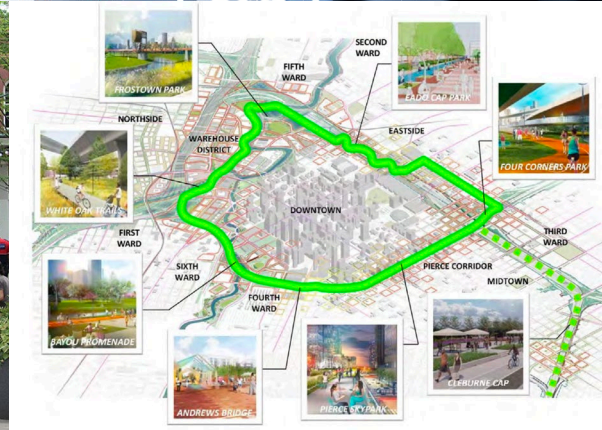 FROSTOWN PARK
FIFTH
WARD
SECOND
WARD
EADO CAP PARK
NORTHSIDE
WAREHOUSE
DISTRICT
EASTSIDE
FOUR CORNERS PARK
WHITE OAK TRAILS
DOWNTOWN
FIRST
WARD
THIRD
WARD
SIXTH
WARD
PIERCE CORRIDOR
MIDTOWN
FOURTH
WARD
BAYOU PROMENADE
ANDREWS BRIDGE
PIERCE SKYPARK
CLEBURNE CAP